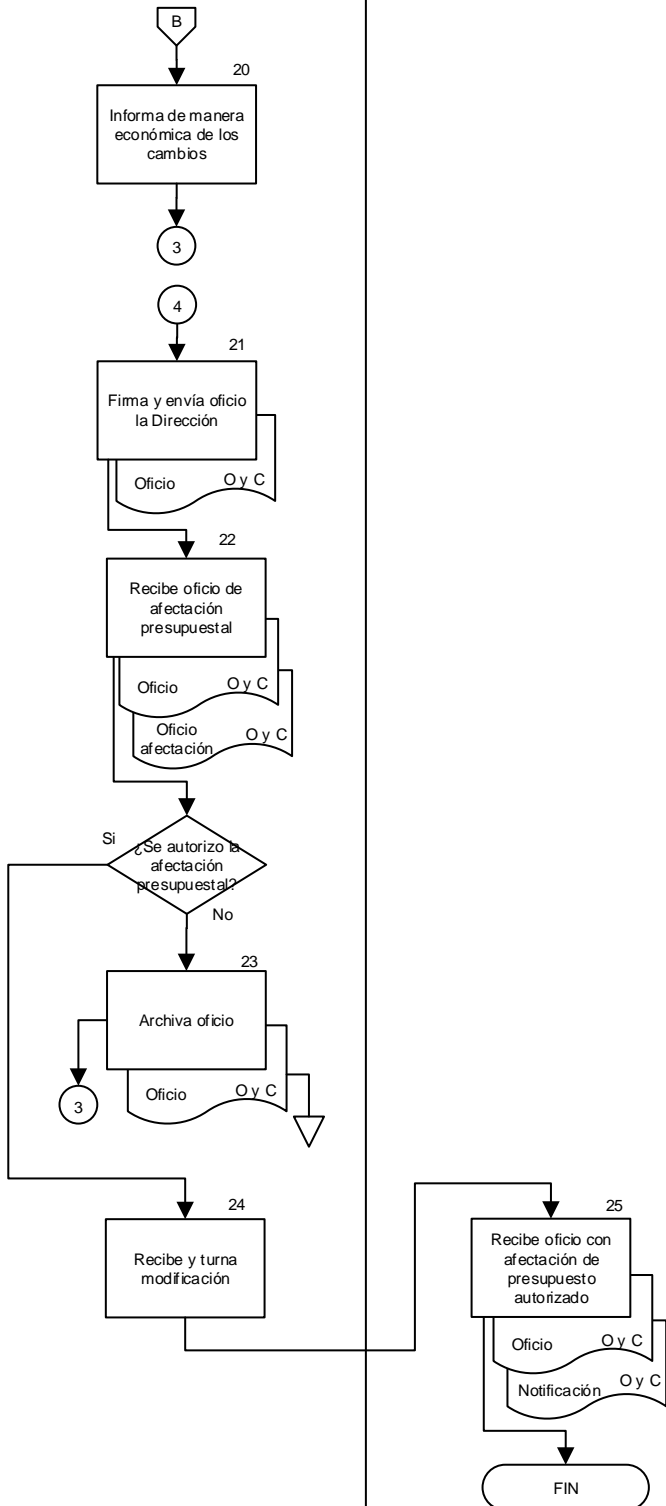 B
20
Informa de manera
económica de los
cambios
3
4
21
Firma y envía oficio
la Dirección
Oficio O y C
22
Recibe oficio de
afectación
presupuestal
Oficio O y C
Oficio
afectación O y C
Si
¿Se autorizo la
afectación
presupuestal?
No
23
Archiva oficio
3
Oficio O y C
24
Recibe y turna
modificación
25
Recibe oficio con
afectación de
presupuesto
autorizado
Oficio O y C
Notificación O y C
FIN